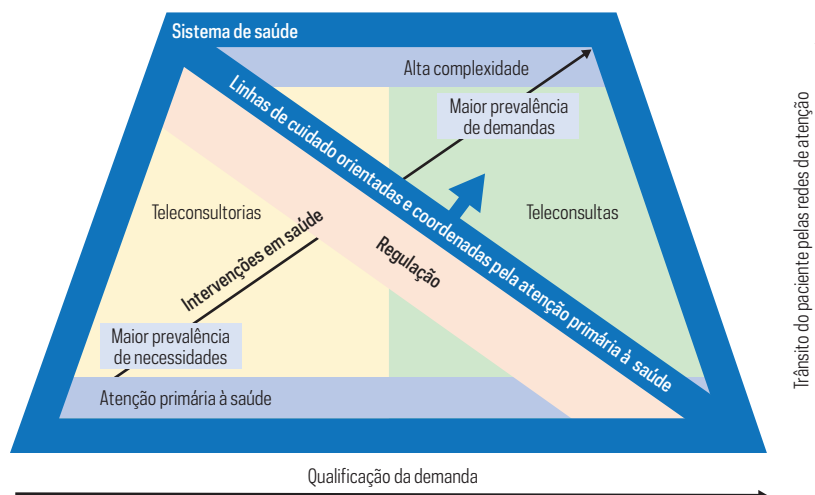 Sistema de saúde
Alta complexidade
Linhas de cuidado orientadas e coordenadas pela atenção primária à saúde
Maior prevalência
de demandas
Teleconsultorias
Teleconsultas
Intervenções em saúde
Regulação
Maior prevalência
de necessidades
Atenção primária à saúde
Trânsito do paciente pelas redes de atenção
Qualificação da demanda